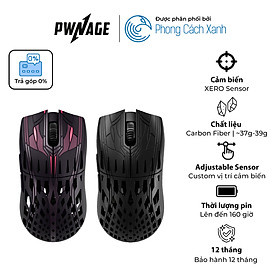 PWNAGE
Được phân phối bởi
Phong Cách Xanh
0%
Trả góp 0%
Cảm biến
XERO Sensor
Chất liệu
Carbon Fiber | ~37g-39g
Adjustable Sensor
Custom vị trí cảm biến
Thời lượng pin
Lên đến 160 giờ
12 tháng
Bảo hành 12 tháng